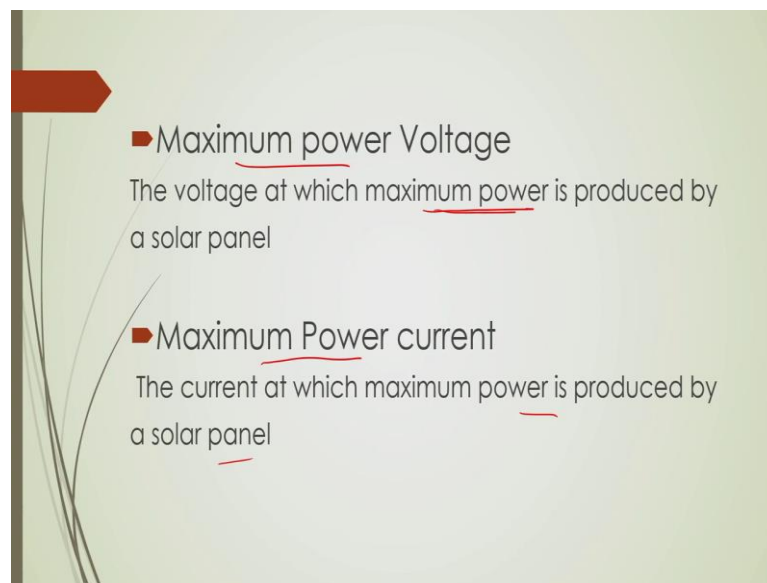 Maximum power Voltage
The voltage at which maximum power is produced by
a solar panel
Maximum Power current
The current at which maximum power is produced by
a solar panel